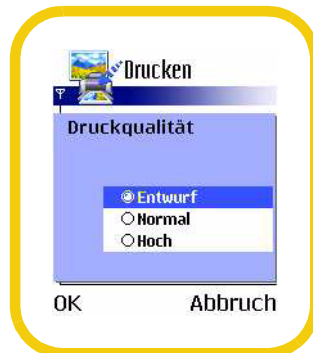 Drucken
Druckqualität
Entwurf
Normal
Hoch
OK Abbruch